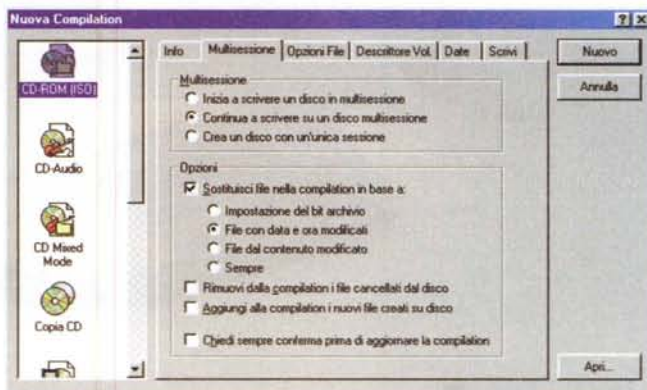 Nuova Compilation
CD-ROM (ISO)
CD-Audio
CD Mixed
Mode
Copia CD
Info
Multisessione
Opzioni File
Descrittore Vol.
Date
Scrivi
Multisessione
Inizia a scrivere un disco in multisessione
Continua a scrivere su un disco multisessione
Crea un disco con un'unica sessione
Opzioni
Sostituisci file nella compilation in base a:
Impostazione del bit archivio
File con data e ora modificati
File dal contenuto modificato
Sempre
Rimuovi dalla compilation i file cancellati dal disco
Aggiungi alla compilation i nuovi file creati su disco
Chiedi sempre conferma prima di aggiornare la compilation
Nuovo
Annulla
Apri...